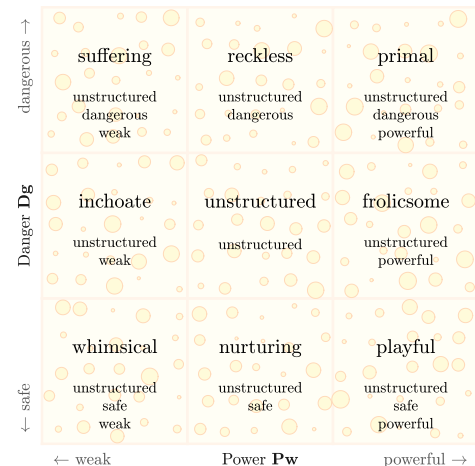 dangerous →
Danger Dg
← safe
suffering
unstructured
dangerous
weak
reckless
unstructured
dangerous
primal
unstructured
dangerous
powerful
inchoate
unstructured
weak
unstructured
unstructured
frolicsome
unstructured
powerful
whimsical
unstructured
safe
weak
nurturing
unstructured
safe
playful
unstructured
safe
powerful
← weak
Power Pw
powerful →